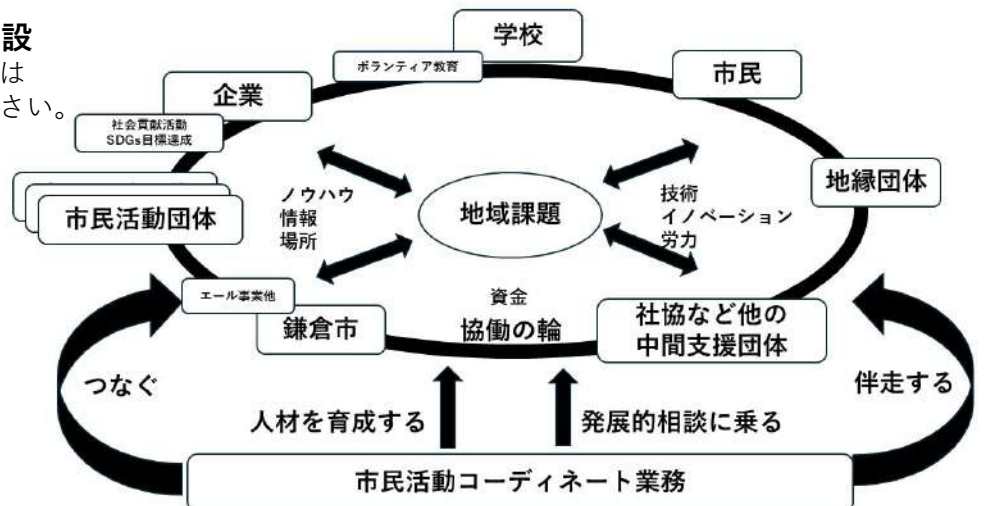 設
は
さい。
学校
ボランティア教育
市民
企業
社会貢献活動
SDGs目標達成
地縁団体
市民活動団体
ノウハウ
情報
場所
地域課題
技術
イノベーション
労力
エール事業他
鎌倉市
資金
協働の輪
社協など他の
中間支援団体
つなぐ
伴走する
人材を育成する
発展的相談に乗る
市民活動コーディネート業務